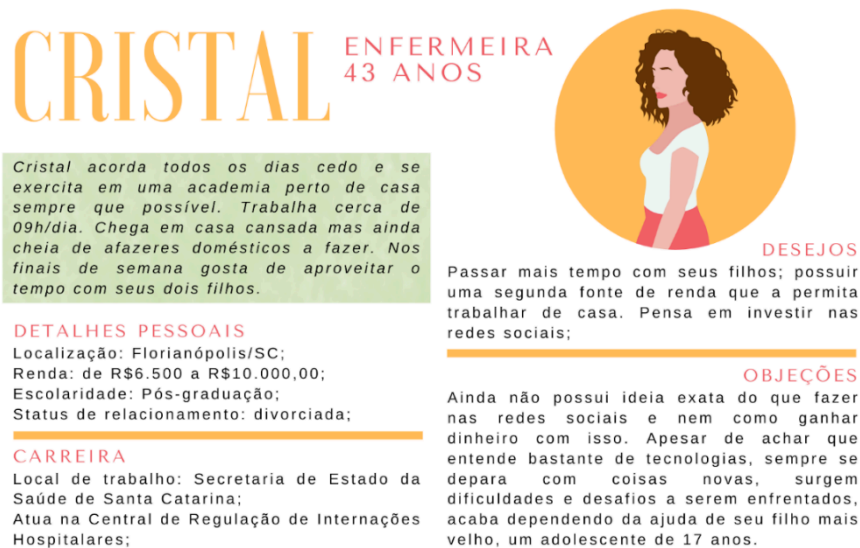 CRISTAL
ENFERMEIRA
43 ANOS
Cristal acorda todos os dias cedo e se
exercita em uma academia perto de casa
sempre que possível. Trabalha cerca de
09h/dia. Chega em casa cansada mas ainda
cheia de afazeres domésticos a fazer. Nos
finais de semana gosta de aproveitar o
tempo com seus dois filhos.
DETALHES PESSOAIS
Localização: Florianópolis/SC;
Renda: de R$6.500 a R$10.000,00;
Escolaridade: Pós-graduação;
Status de relacionamento: divorciada;
CARREIRA
Local de trabalho: Secretaria de Estado da
Saúde de Santa Catarina;
Atua na Central de Regulação de Internações
Hospitalares;
DESEJOS
Passar mais tempo com seus filhos; possuir
uma segunda fonte de renda que a permita
trabalhar de casa. Pensa em investir nas
redes sociais;
OBJEÇÕES
Ainda não possui ideia exata do que fazer
nas redes sociais e nem como ganhar
dinheiro com isso. Apesar de achar que
entende bastante de tecnologias, sempre se
depara com coisas novas, surgem
dificuldades e desafios a serem enfrentados,
acaba dependendo da ajuda de seu filho mais
velho, um adolescente de 17 anos.